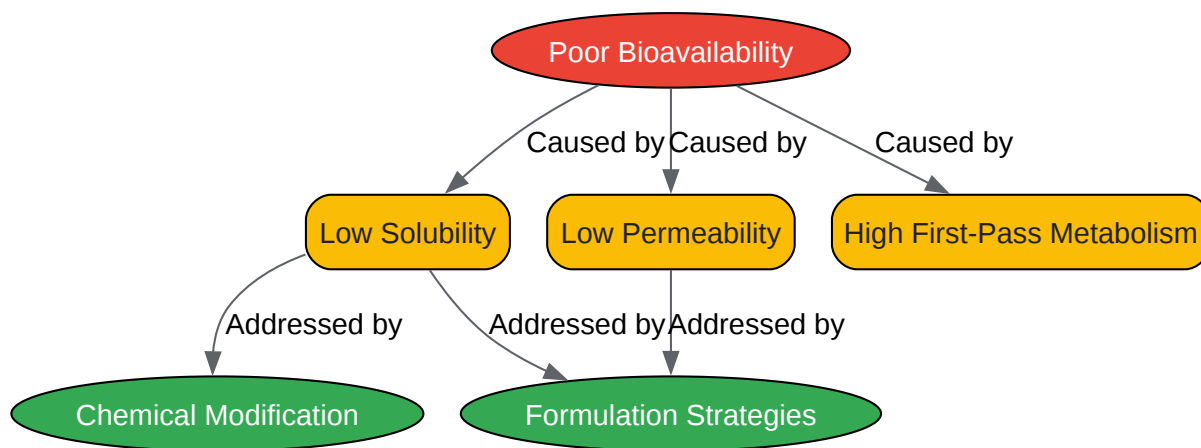 Poor Bioavailability
Caused by
Caused by
Caused by
Low Solubility
Low Permeability
High First-Pass Metabolism
Addressed by
Addressed by
Addressed by
Chemical Modification
Formulation Strategies